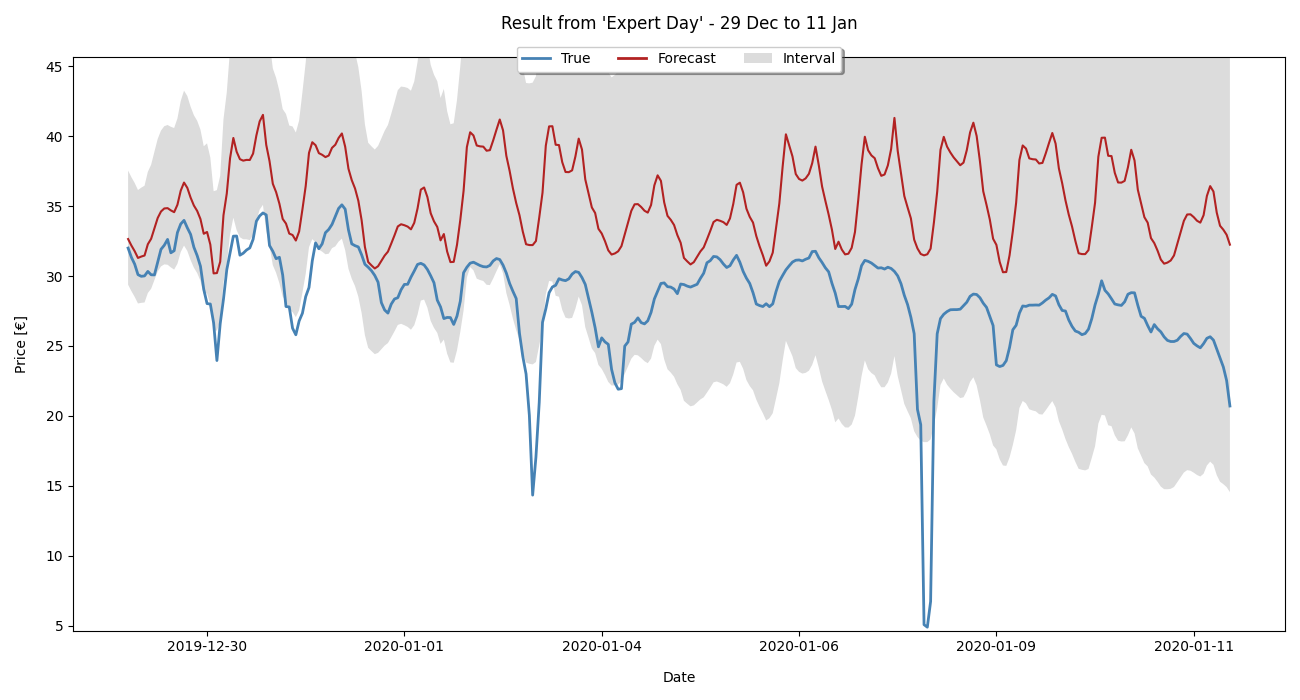 Result from 'Expert Day' - 29 Dec to 11 Jan
True Forecast Interval
45
40
35
30
25
20
15
10
5
Price [€]
2019-12-30 2020-01-01 2020-01-04 2020-01-06 2020-01-09 2020-01-11
Date